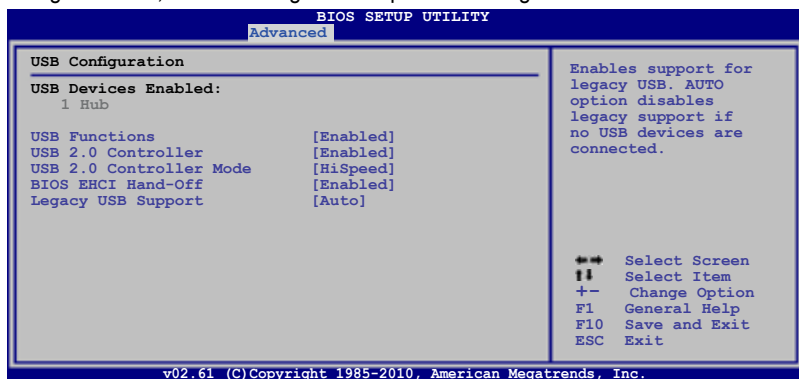 BIOS SETUP UTILITY
Advanced
USB Configuration
USB Devices Enabled:
1 Hub
USB Functions [Enabled]
USB 2.0 Controller [Enabled]
USB 2.0 Controller Mode [HiSpeed]
BIOS EHCI Hand-Off [Enabled]
Legacy USB Support [Auto]
Enables support for
legacy USB. AUTO
option disables
legacy support if
no USB devices are
connected.
Select Screen
Select Item
+- Change Option
F1 General Help
F10 Save and Exit
ESC Exit
v02.61 (C)Copyright 1985-2010, American Megatrends, Inc.